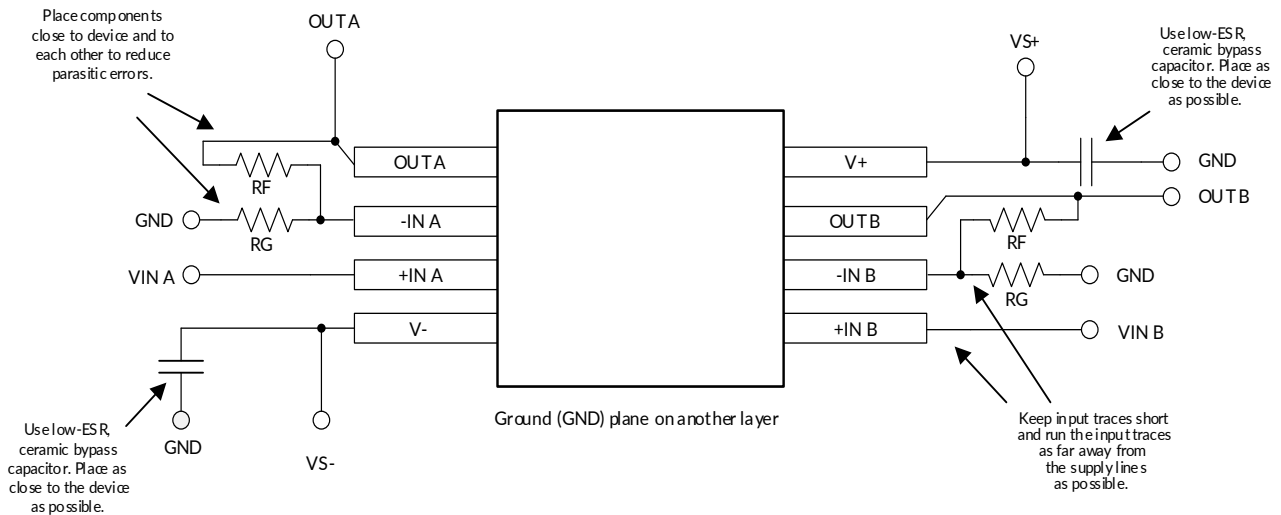 Place components
close to device and to
each other to reduce
parasitic errors.
OUT A
VS+
Use low-ESR,
ceramic bypass
capacitor. Place as
close to the device
as possible.
OUT A
V+
GND
RF
OUT B
OUT B
GND
-IN A
RG
RF
VIN A
+IN A
-IN B
GND
RG
V-
+IN B
VIN B
Ground (GND) plane on another layer
Use low-ESR,
ceramic bypass
capacitor. Place as
close to the device
as possible.
GND
VS-
Keep input traces short
and run the input traces
as far away from
the supply lines
as possible.